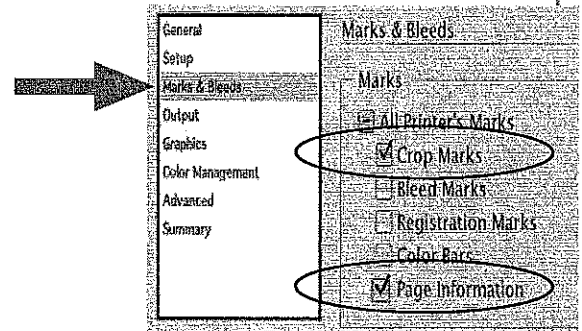 General
Setup
Marks & Bleeds
Output
Graphics
Color Management
Advanced
Summary
Marks & Bleeds
Marks
All Printer's Marks
Crop Marks
Bleed Marks
Registration Marks
Color Bars
Page Information